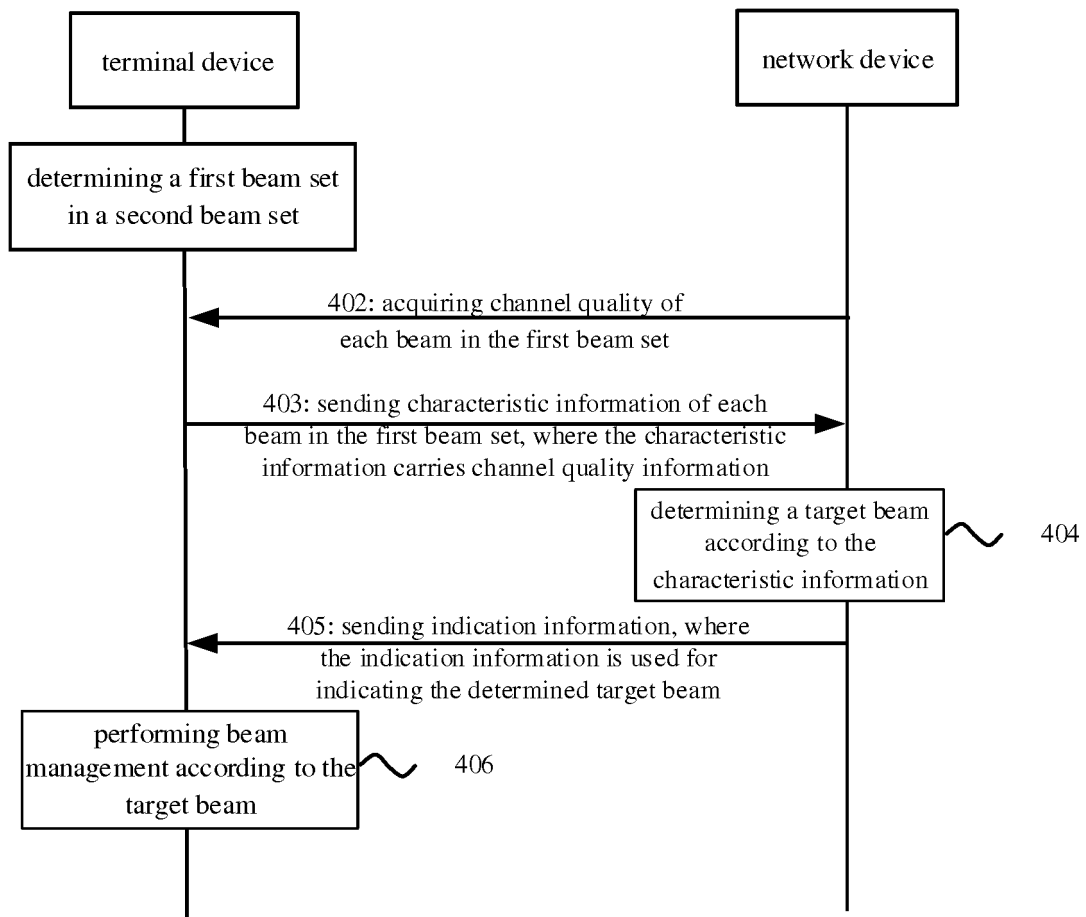 terminal device
network device
determining a first beam set
in a second beam set
402: acquiring channel quality of
each beam in the first beam set
403: sending characteristic information of each
beam in the first beam set, where the characteristic
information carries channel quality information
determining a target beam
according to the
characteristic information
404
405: sending indication information, where
the indication information is used for
indicating the determined target beam
performing beam
management according to the
target beam
406